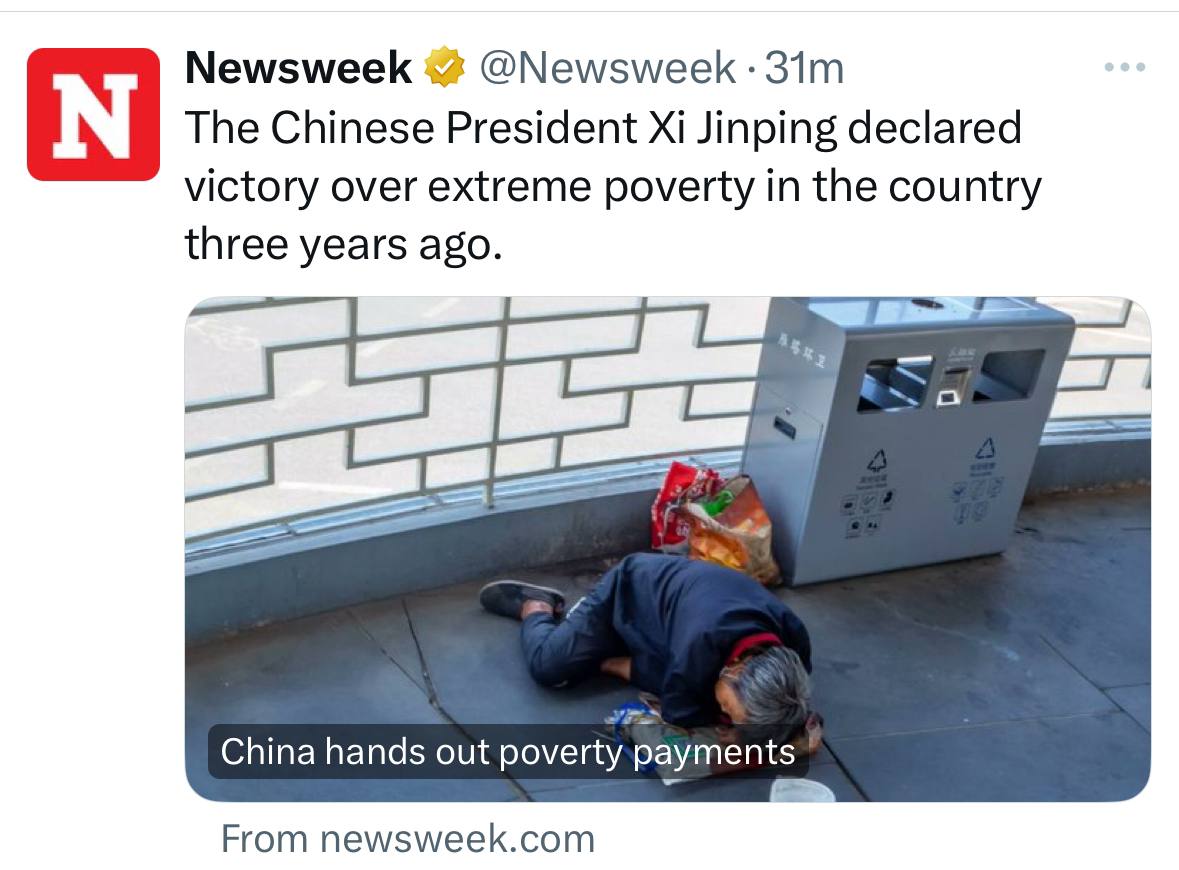 N
Newsweek @Newsweek · 31m
The Chinese President Xi Jinping declared
victory over extreme poverty in the country
three years ago.
China hands out poverty payments
From newsweek.com